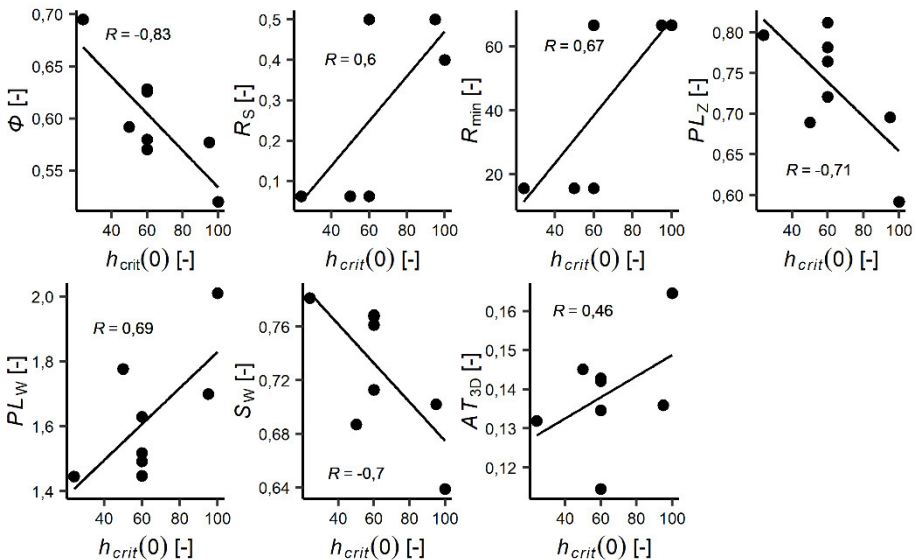 0,70
0,65
0,60
0,55
Φ [-]
R = -0,83
40 60 80 100
h_crit(0) [-]
0,5
0,4
0,3
0,2
0,1
R_S [-]
R = 0,6
40 60 80 100
h_crit(0) [-]
60
40
20
R_min [-]
R = 0,67
40 60 80 100
h_crit(0) [-]
0,80
0,75
0,70
0,65
0,60
PL_Z [-]
R = -0,71
40 60 80 100
h_crit(0) [-]
2,0
1,8
1,6
1,4
PL_W [-]
R = 0,69
40 60 80 100
h_crit(0) [-]
0,76
0,72
0,68
0,64
S_W [-]
R = -0,7
40 60 80 100
h_crit(0) [-]
0,16
0,15
0,14
0,13
0,12
AT_3D [-]
R = 0,46
40 60 80 100
h_crit(0) [-]